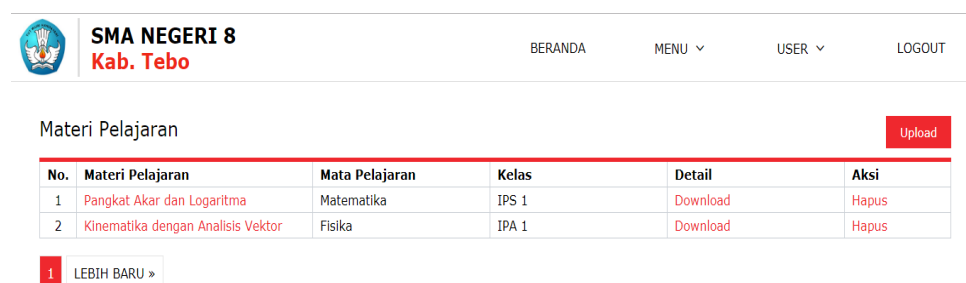 SMA NEGERI 8
Kab. Tebo
BERANDA MENU USER LOGOUT
Materi Pelajaran
Upload
No. Materi Pelajaran Mata Pelajaran Kelas Detail Aksi
1 Pangkat Akar dan Logaritma Matematika IPS 1 Download Hapus
2 Kinematika dengan Analisis Vektor Fisika IPA 1 Download Hapus
1 LEBIH BARU »